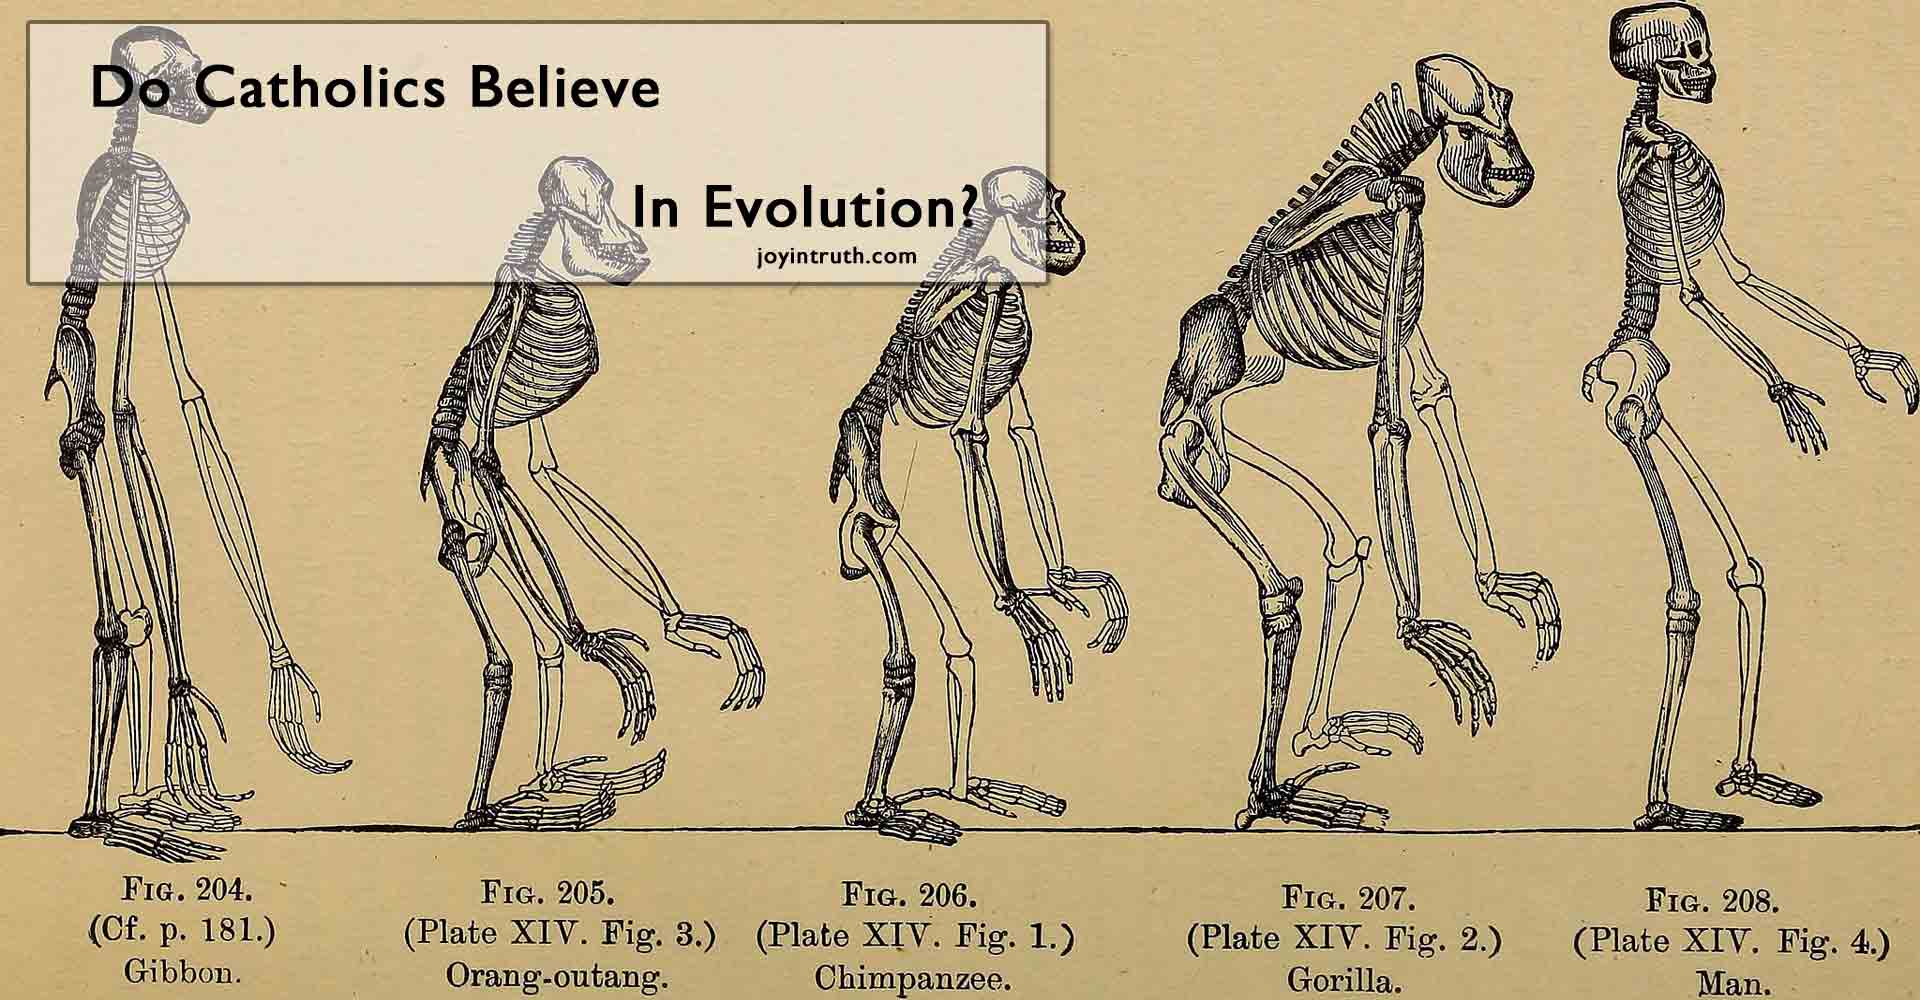 Do Catholics Believe
In Evolution?
joyintruth.com
Fig. 204.
(Cf. p. 181.)
Gibbon.
Fig. 205.
(Plate XIV. Fig. 3.)
Orang-outang.
Fig. 206.
(Plate XIV. Fig. 1.)
Chimpanzee.
Fig. 207.
(Plate XIV. Fig. 2.)
Gorilla.
Fig. 208.
(Plate XIV. Fig. 4.)
Man.